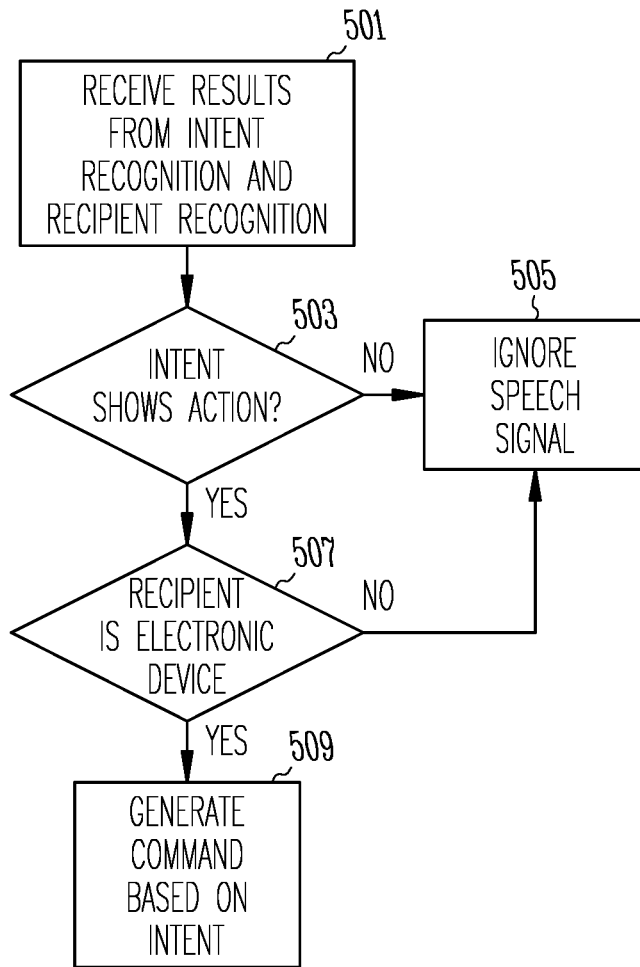 501
RECEIVE RESULTS
FROM INTENT
RECOGNITION AND
RECIPIENT RECOGNITION
503
INTENT
SHOWS ACTION?
NO
505
IGNORE
SPEECH
SIGNAL
YES
507
RECIPIENT
IS ELECTRONIC
DEVICE
NO
YES
509
GENERATE
COMMAND
BASED ON
INTENT